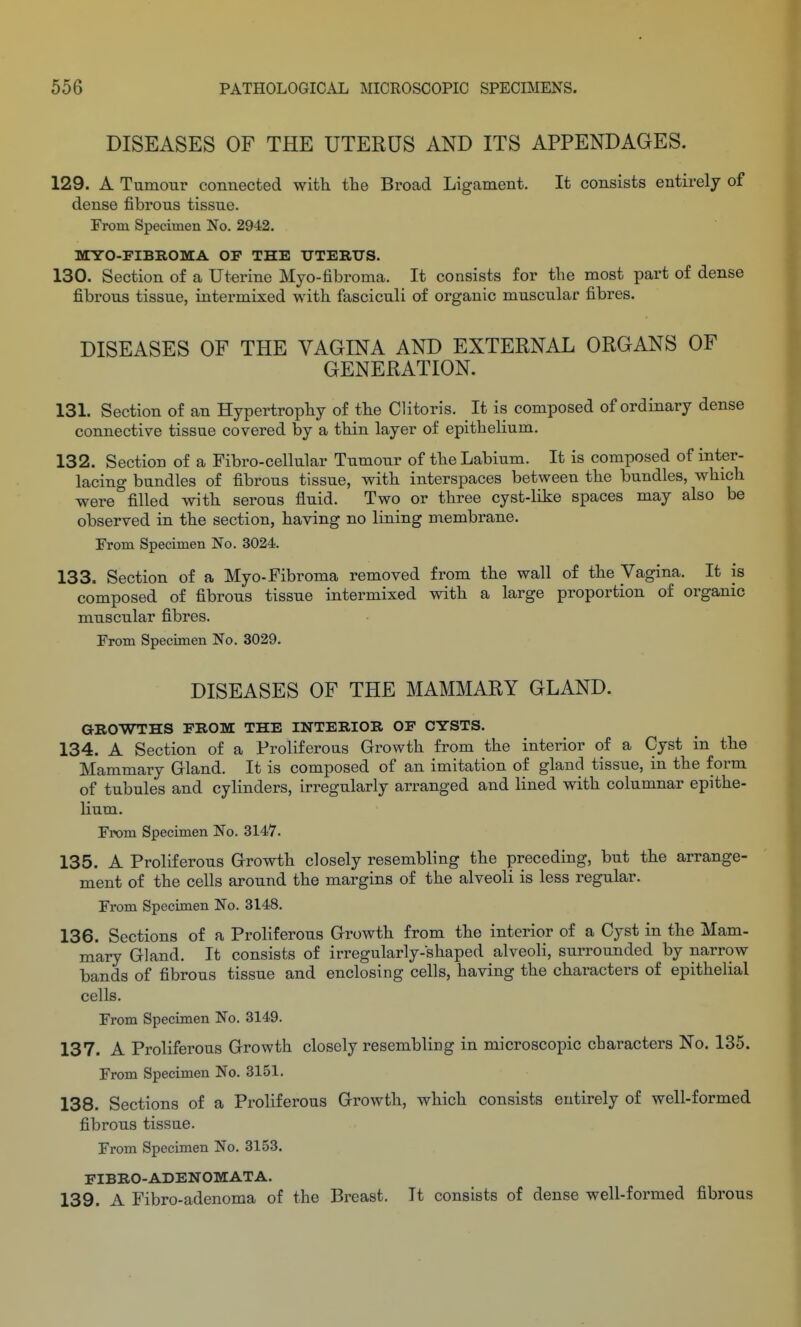 556 PATHOLOGICAL MICROSCOPIC SPECIMENS.
DISEASES OF THE UTERUS AND ITS APPENDAGES.
129. A Tumour connected with the Broad Ligament. It consists entirely of
dense fibrous tissue.
From Specimen No. 2942.
MYO-FIBROMA OF THE UTERUS.
130. Section of a Uterine Myo-fibroma. It consists for the most part of dense
fibrous tissue, intermixed with fasciculi of organic muscular fibres.
DISEASES OF THE VAGINA AND EXTERNAL ORGANS OF
GENERATION.
131. Section of an Hypertrophy of the Clitoris. It is composed of ordinary dense
connective tissue covered by a thin layer of epithelium.
132. Section of a Fibro-cellular Tumour of the Labium. It is composed of inter-
lacing bundles of fibrous tissue, with interspaces between the bundles, which
were filled with serous fluid. Two or three cyst-like spaces may also be
observed in the section, having no lining membrane.
From Specimen No. 3024.
133. Section of a Myo-Fibroma removed from the wall of the Vagina. It is
composed of fibrous tissue intermixed with a large proportion of organic
muscular fibres.
From Specimen No. 3029.
DISEASES OF THE MAMMARY GLAND.
GROWTHS FROM THE INTERIOR OF CYSTS.
134. A Section of a Proliferous Growth from the interior of a Cyst in the
Mammary Gland. It is composed of an imitation of gland tissue, in the form
of tubules and cylinders, irregularly arranged and lined with columnar epithe-
lium.
From Specimen No. 3147.
135. A Proliferous Growth closely resembling the preceding, but the arrange-
ment of the cells around the margins of the alveoli is less regular.
From Specimen No. 3148.
136. Sections of a Proliferous Growth from the interior of a Cyst in the Mam-
mary Gland. It consists of irregularly-shaped alveoli, surrounded by narrow
bands of fibrous tissue and enclosing cells, having the characters of epithelial
cells.
From Specimen No. 3149.
137. A Proliferous Growth closely resembling in microscopic characters No. 135.
From Specimen No. 3151.
138. Sections of a Proliferous Growth, which consists entirely of well-formed
fibrous tissue.
From Specimen No. 3153.
FIBRO-ADENOMATA.
139. A Fibro-adenoma of the Breast. It consists of dense well-formed fibrous